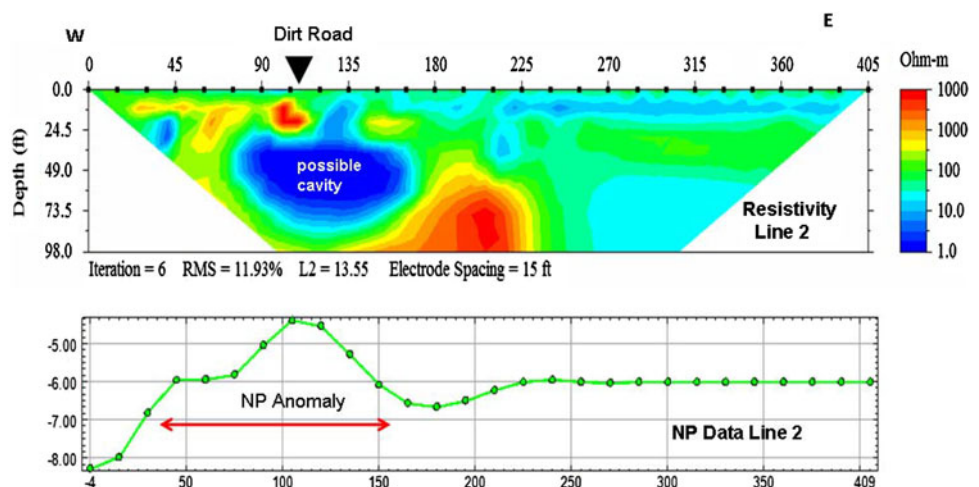 W
Dirt Road
E
0 45 90 135 180 225 270 315 360 405
Ohm-m
Depth (ft)
0.0
24.5
49.0
73.5
98.0
possible
cavity
Resistivity
Line 2
1000
1000
100
10.0
1.0
Iteration = 6 RMS = 11.93% L2 = 13.55 Electrode Spacing = 15 ft
-5.00
-6.00
-7.00
-8.00
NP Anomaly
NP Data Line 2
-4 50 100 150 200 250 300 350 409